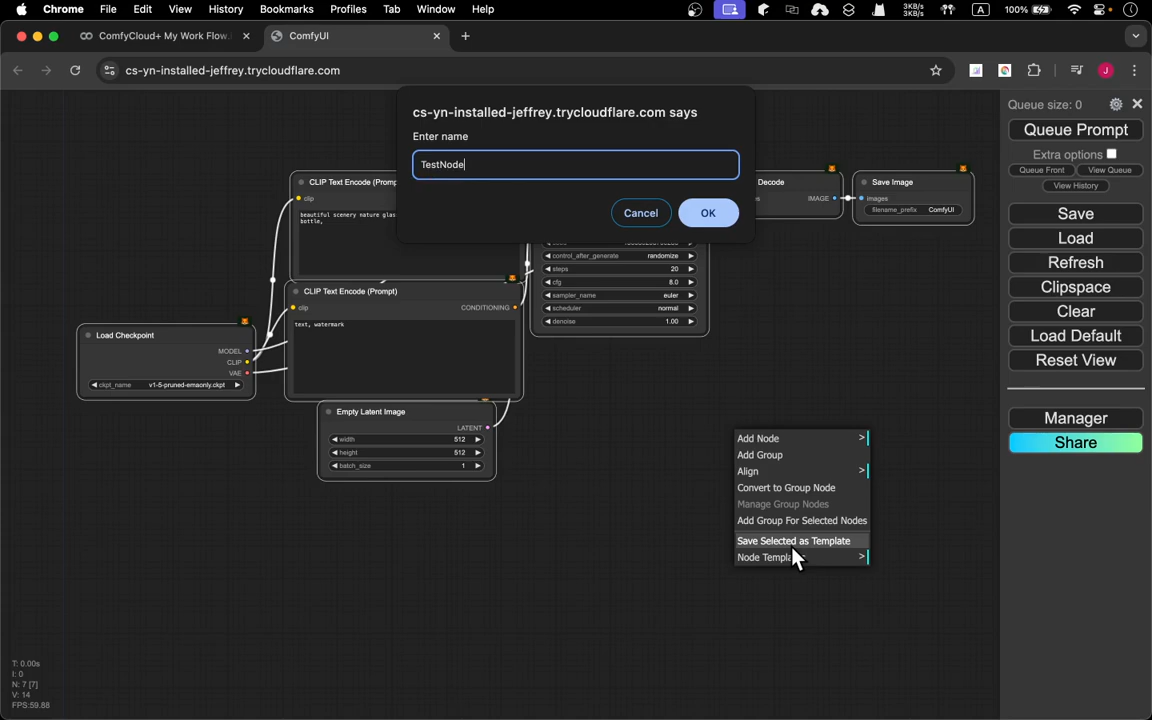 Chrome File Edit View History Bookmarks Profiles Tab Window Help
3KB/s
3KB/s
A
100%
ComfyCloud+ My Work Flow
ComfyUI
cs-yn-installed-jeffrey.trycloudflare.com
J
cs-yn-installed-jeffrey.trycloudflare.com says
Enter name
TestNode
Cancel OK
Queue size: 0
Queue Prompt
Extra options
Queue Front View Queue
View History
Save
Load
Refresh
Clipspace
Clear
Load Default
Reset View
Manager
Share
CLIP Text Encode (Promp
clip
beautiful scenery nature glas
bottle,
CLIP Text Encode (Prompt)
clip CONDITIONING
text, watermark
Load Checkpoint
MODEL
CLIP
VAE
ckpt_name v1-5-pruned-emaonly.ckpt
Empty Latent Image
LATENT
width 512
height 512
batch_size 1
control_after_generate randomize
steps 20
cfg 8.0
sampler_name euler
scheduler normal
denoise 1.00
Decode
IMAGE
Save Image
images
filename_prefix ComfyUI
Add Node >
Add Group
Align >
Convert to Group Node
Manage Group Nodes
Add Group For Selected Nodes
Save Selected as Template
Node Templa >
T: 0.00s
I: 0
N: 7 [7]
V: 14
FPS:59.88